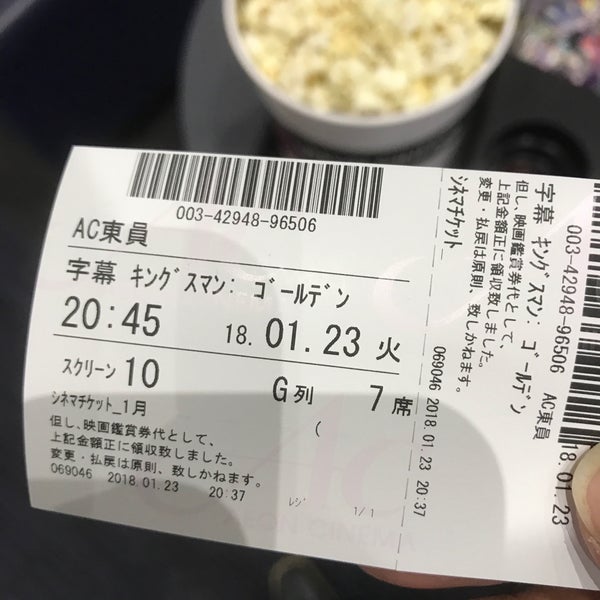 003-42948-96506
AC東員
字幕 キングスマン: ゴールデン
20:45 18.01.23 火
スクリーン 10 G列 7席
シネマチケット_1月
但し、映画鑑賞券代として、
上記金額正に領収致しました。
変更・払戻は原則、致しかねます。
069046 2018.01.23 20:37
レジ 1/1
ÆON CINEMA
003-42948-96506 AC東員
字幕 キングスマン: ゴールデン
但し、映画鑑賞券代として、
上記金額正に領収致しました。
変更・払戻は原則、致しかねます。
シネマチケット_
069046 2018.01.23 20:37
18.01.23